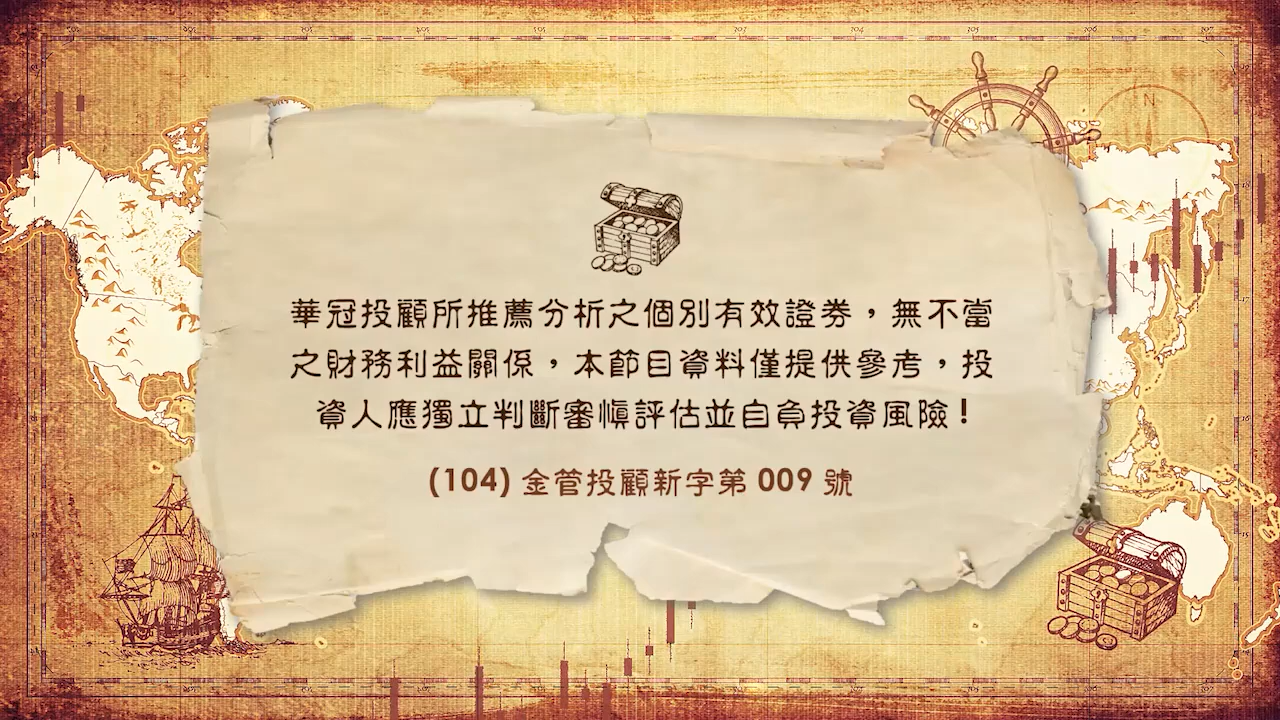 華冠投顧所推薦分析之個別有效證券，無不當
之財務利益關係，本節目資料僅提供參考，投
資人應獨立判斷審慎評估並自負投資風險！
(104) 金管投顧新字第 009 號
N